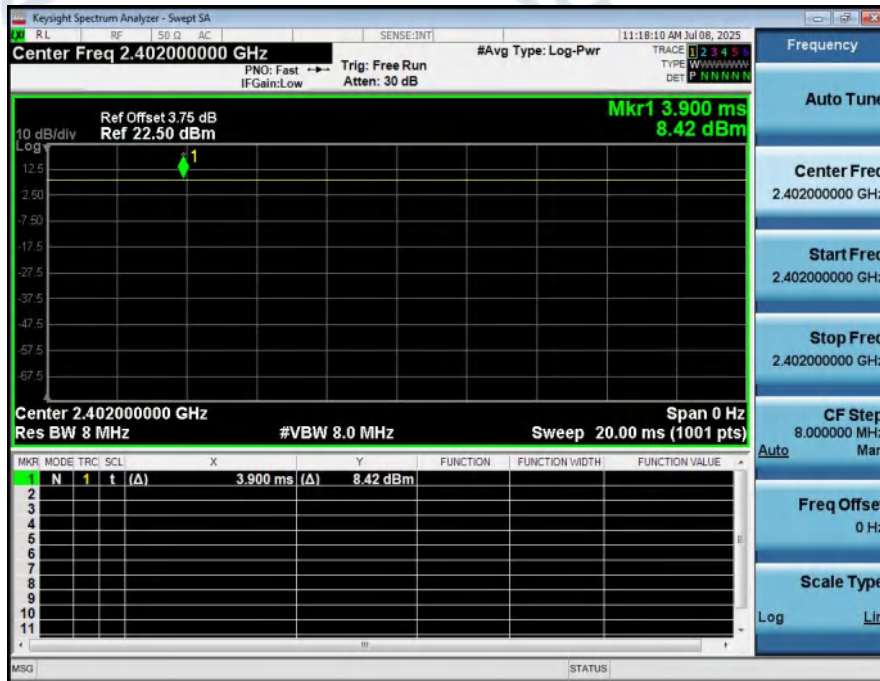 Keysight Spectrum Analyzer - Swept SA
LXI RL RF 50 Ω AC SENSE:INT 11:18:10 AM Jul 08, 2025
Center Freq 2.402000000 GHz #Avg Type: Log-Pwr TRACE 1 2 3 4 5 6
PNO: Fast Trig: Free Run TYPE WWWWWW
IFGain:Low Atten: 30 dB DET P NNNNN
Frequency
Auto Tune
Center Freq
2.402000000 GHz
Start Freq
2.402000000 GHz
Stop Freq
2.402000000 GHz
CF Step
8.000000 MHz
Auto Man
Freq Offset
0 Hz
Scale Type
Log Lin
Mkr1 3.900 ms
8.42 dBm
Ref Offset 3.75 dB
10 dB/div Ref 22.50 dBm
Log
1
12.5
2.50
-7.50
-17.5
-27.5
-37.5
-47.5
-57.5
-67.5
Center 2.402000000 GHz Span 0 Hz
Res BW 8 MHz #VBW 8.0 MHz Sweep 20.00 ms (1001 pts)
MKR MODE TRC SCL X Y FUNCTION FUNCTION WIDTH FUNCTION VALUE
1 N 1 t (Δ) 3.900 ms (Δ) 8.42 dBm
2
3
4
5
6
7
8
9
10
11
MSG STATUS